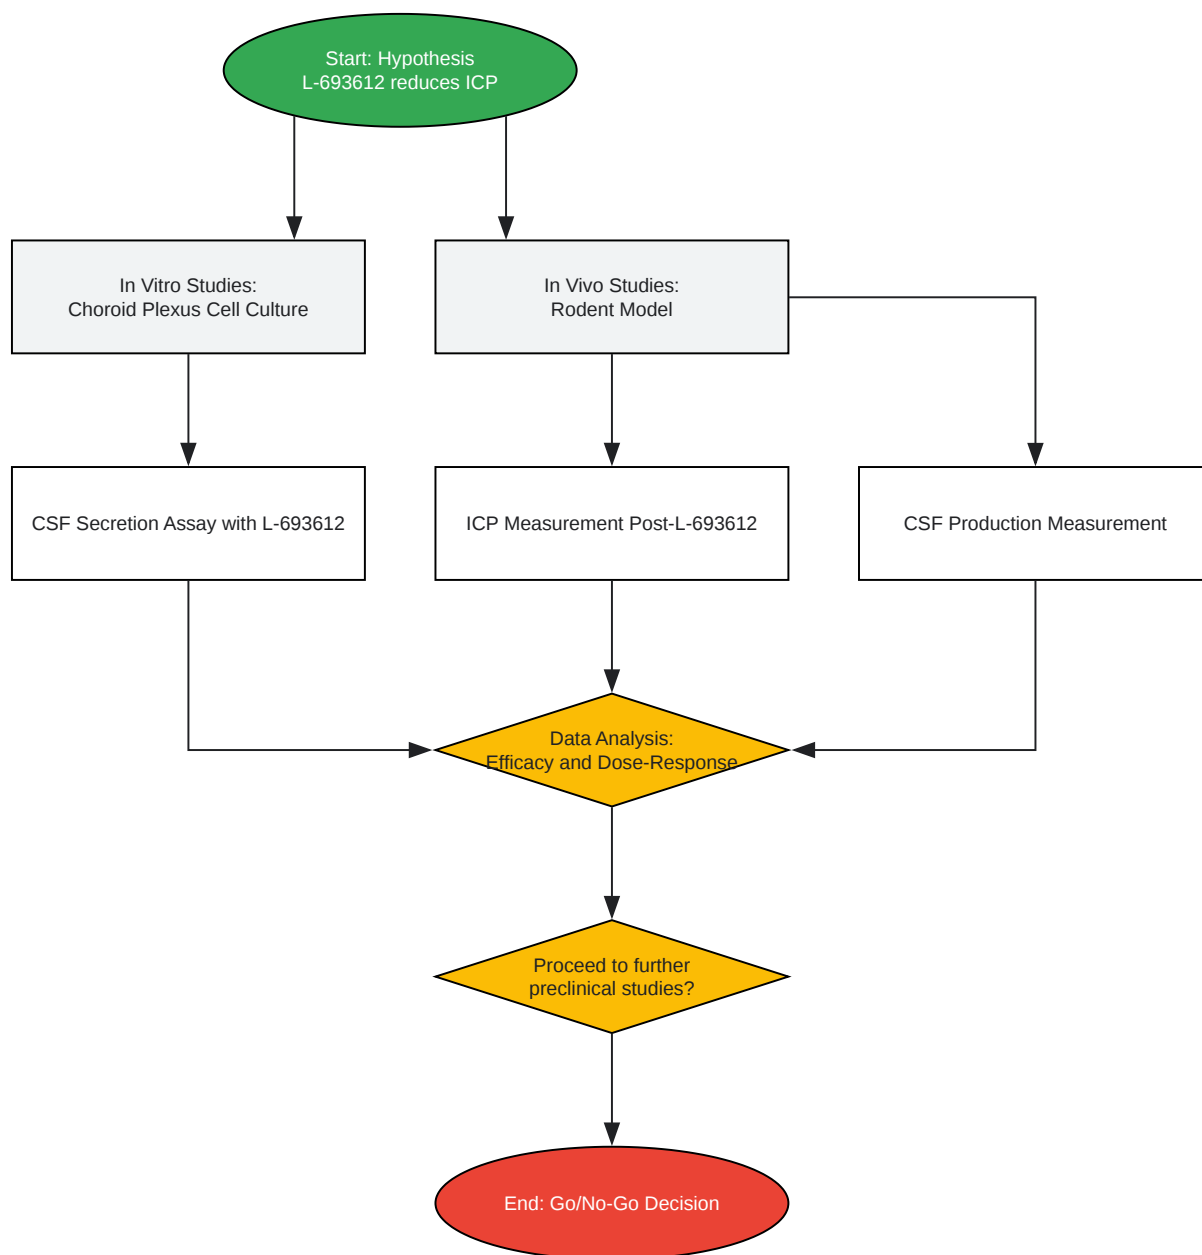 Start: Hypothesis
L-693612 reduces ICP
In Vitro Studies:
Choroid Plexus Cell Culture
In Vivo Studies:
Rodent Model
CSF Secretion Assay with L-693612
ICP Measurement Post-L-693612
CSF Production Measurement
Data Analysis:
Efficacy and Dose-Response
Proceed to further
preclinical studies?
End: Go/No-Go Decision